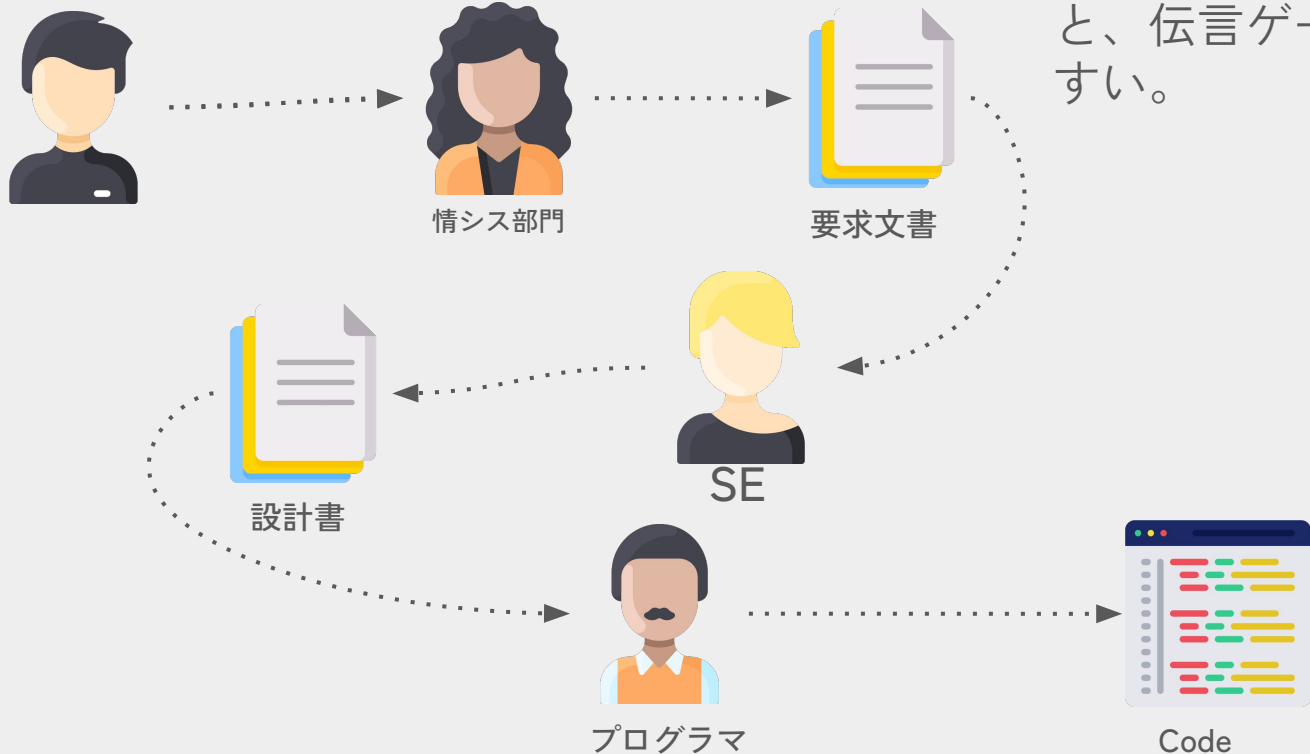 と、伝言ゲー
すい。
情シス部門
要求文書
SE
設計書
プログラマ
Code